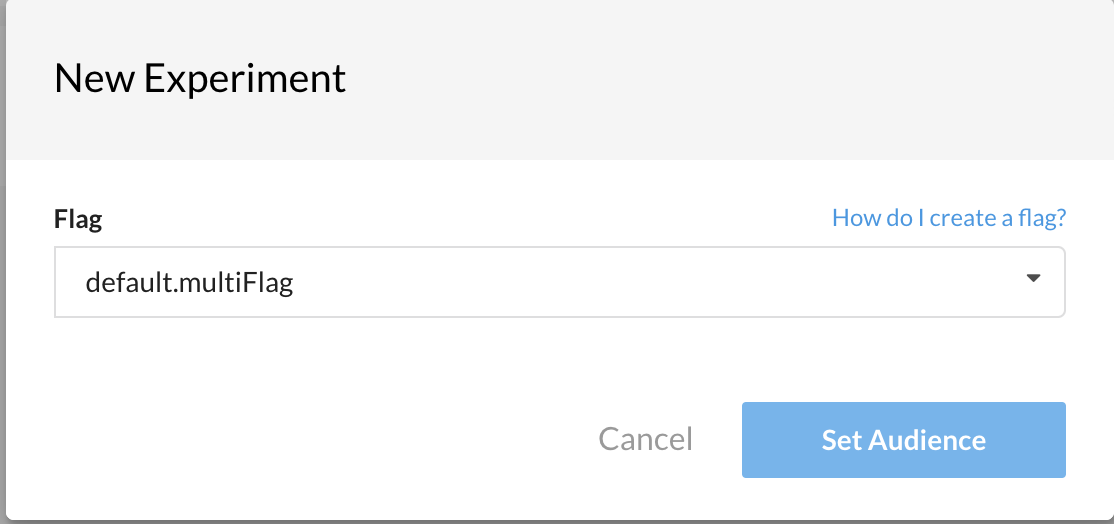 New Experiment
Flag
How do I create a flag?
default.multiFlag
Cancel
Set Audience